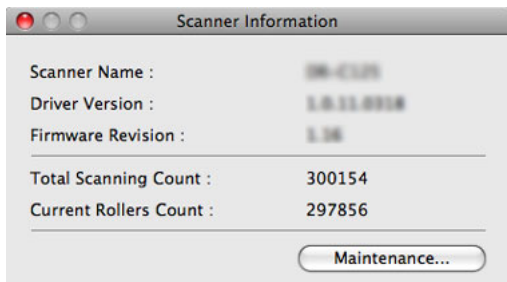 Scanner Information
Scanner Name :
Driver Version :
Firmware Revision :
Total Scanning Count : 300154
Current Rollers Count : 297856
Maintenance...